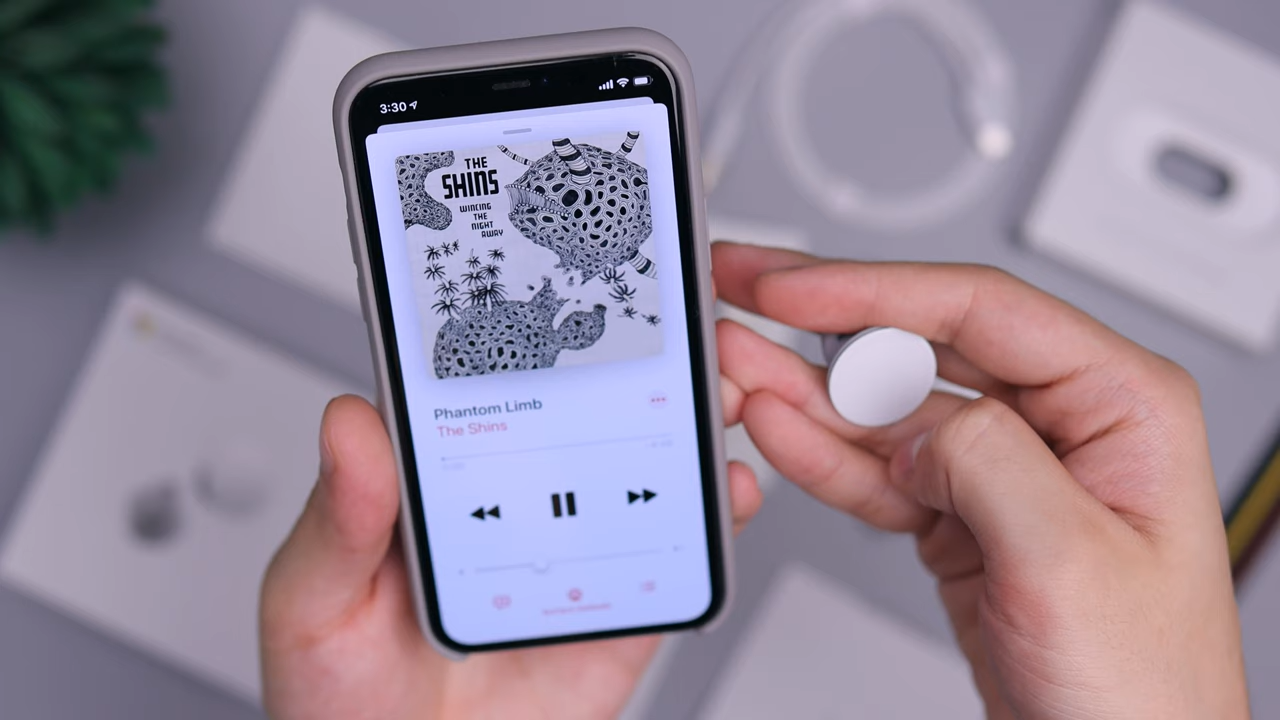 3:30
THE
SHINS
WINCING
THE
NIGHT
AWAY
Phantom Limb
The Shins